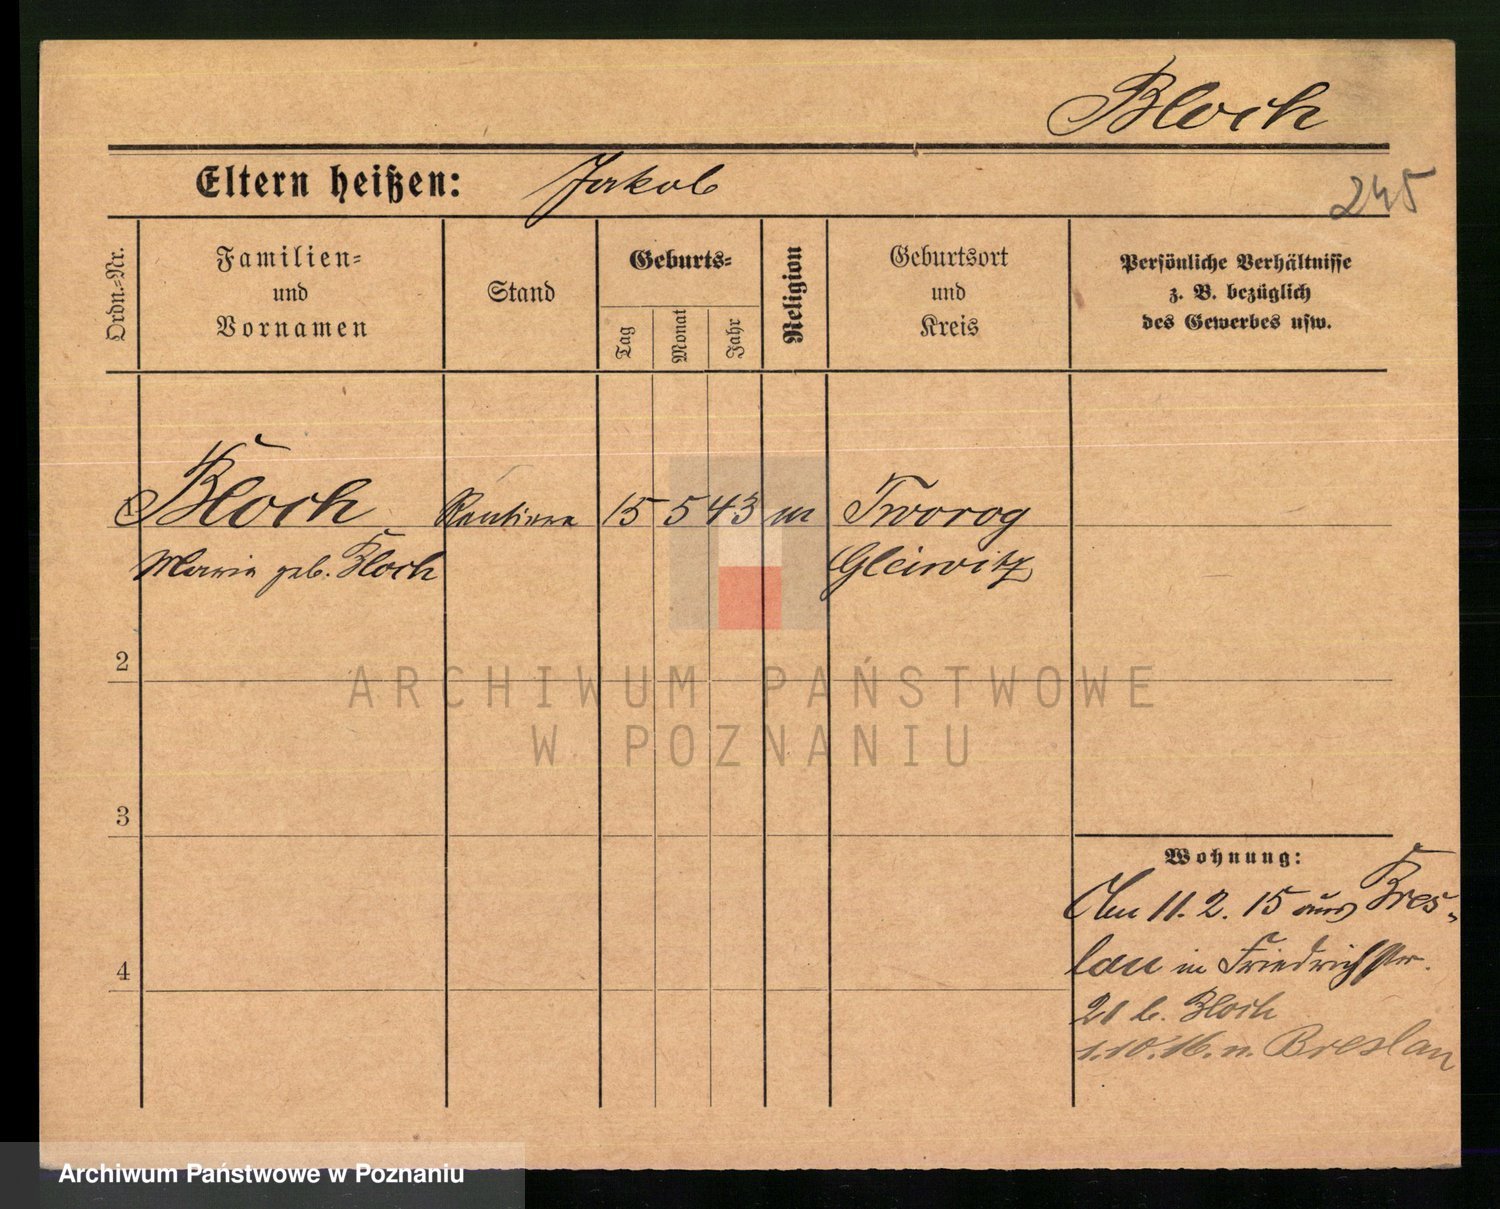 Bloch
Eltern heißen: Jakob
245
Ordn.-Nr.
Familien-
und
Vornamen
Stand
Geburts-
Tag
Monat
Jahr
Religion
Geburtsort
und
Kreis
Persönliche Verhältnisse
z. B. bezüglich
des Gewerbes usw.
1 Bloch Rentiere 15 5 43 m Tworog
Marie geb. Bloch Gleiwitz
2
ARCHIWUM PAŃSTWOWE
W POZNANIU
3
Wohnung:
Am 11. 2. 15 aus Bres-
lau in Friedrichstr.
4
21 b. Bloch
1.10.16. n. Breslau
Archiwum Państwowe w Poznaniu